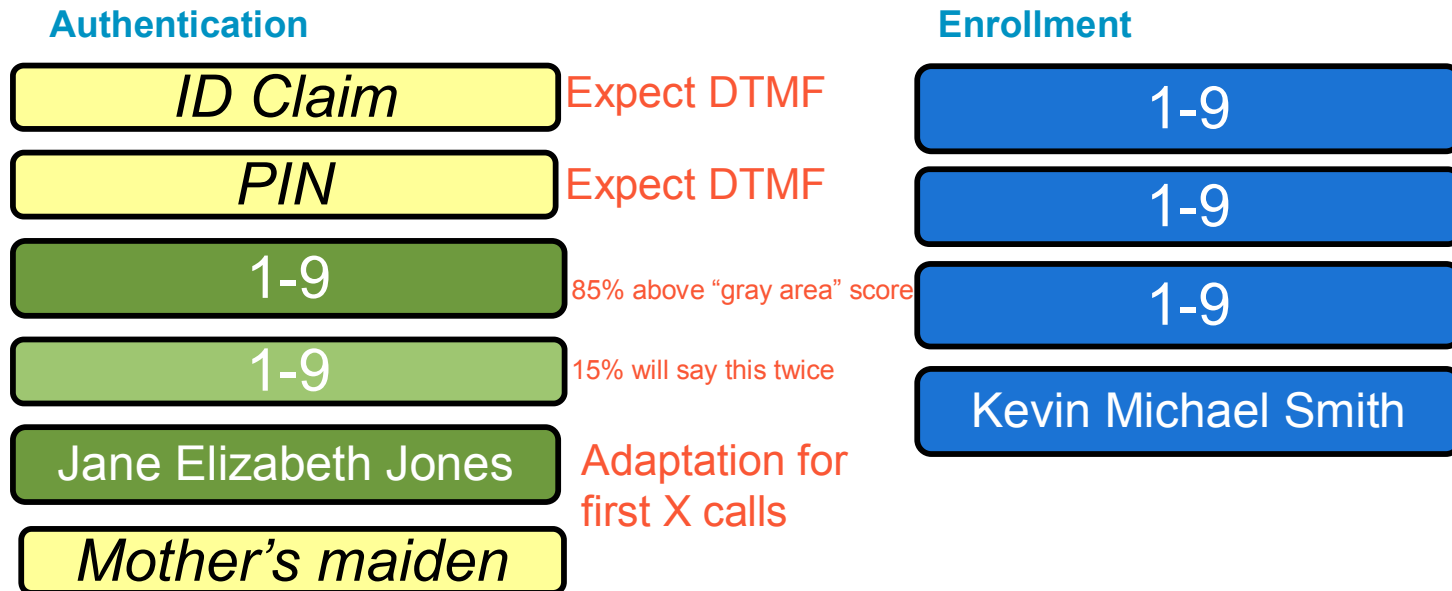 Authentication
ID Claim
Expect DTMF
PIN
Expect DTMF
1-9
85% above “gray area” score
1-9
15% will say this twice
Jane Elizabeth Jones
Adaptation for
first X calls
Mother’s maiden
Enrollment
1-9
1-9
1-9
Kevin Michael Smith